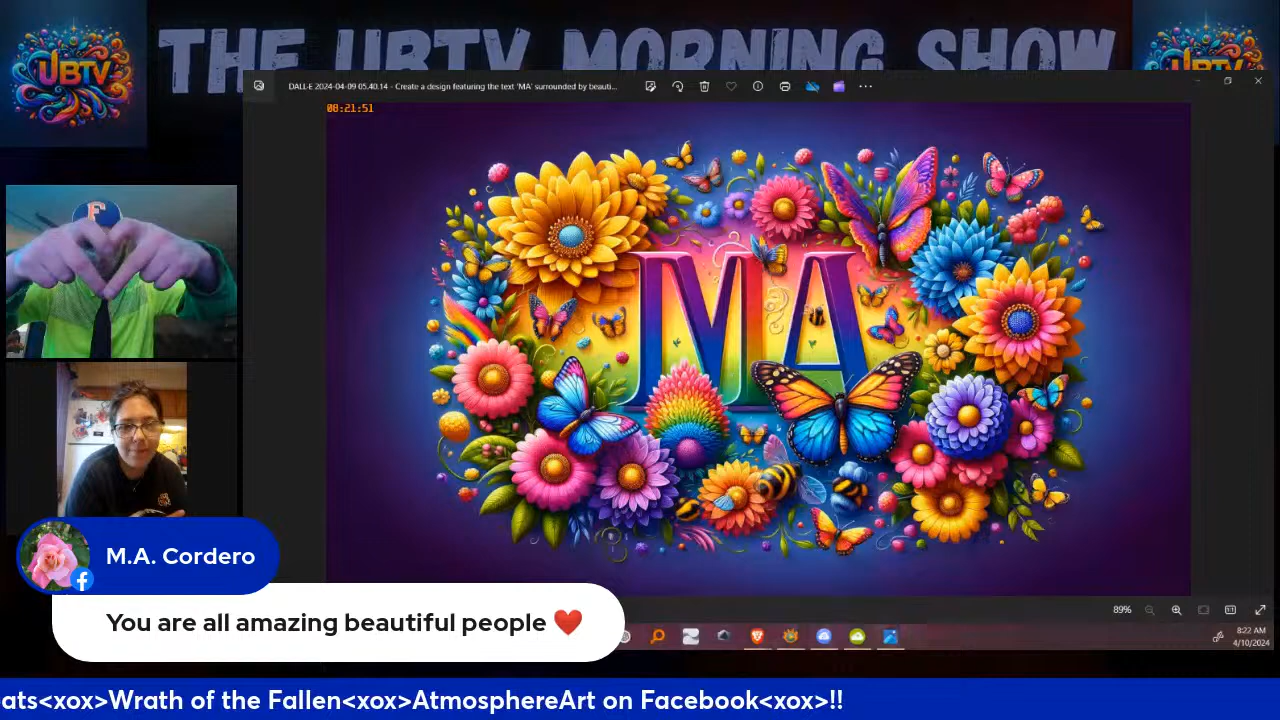 THE UBTV MORNING SHOW
UBTV
UBTV
DALL·E 2024-04-09 05.40.14 - Create a design featuring the text 'MA' surrounded by beauti...
08:21:51
F
MA
M.A. Cordero
You are all amazing beautiful people ❤️
89%
8:22 AM
4/10/2024
ats<xox>Wrath of the Fallen<xox>AtmosphereArt on Facebook<xox>!!